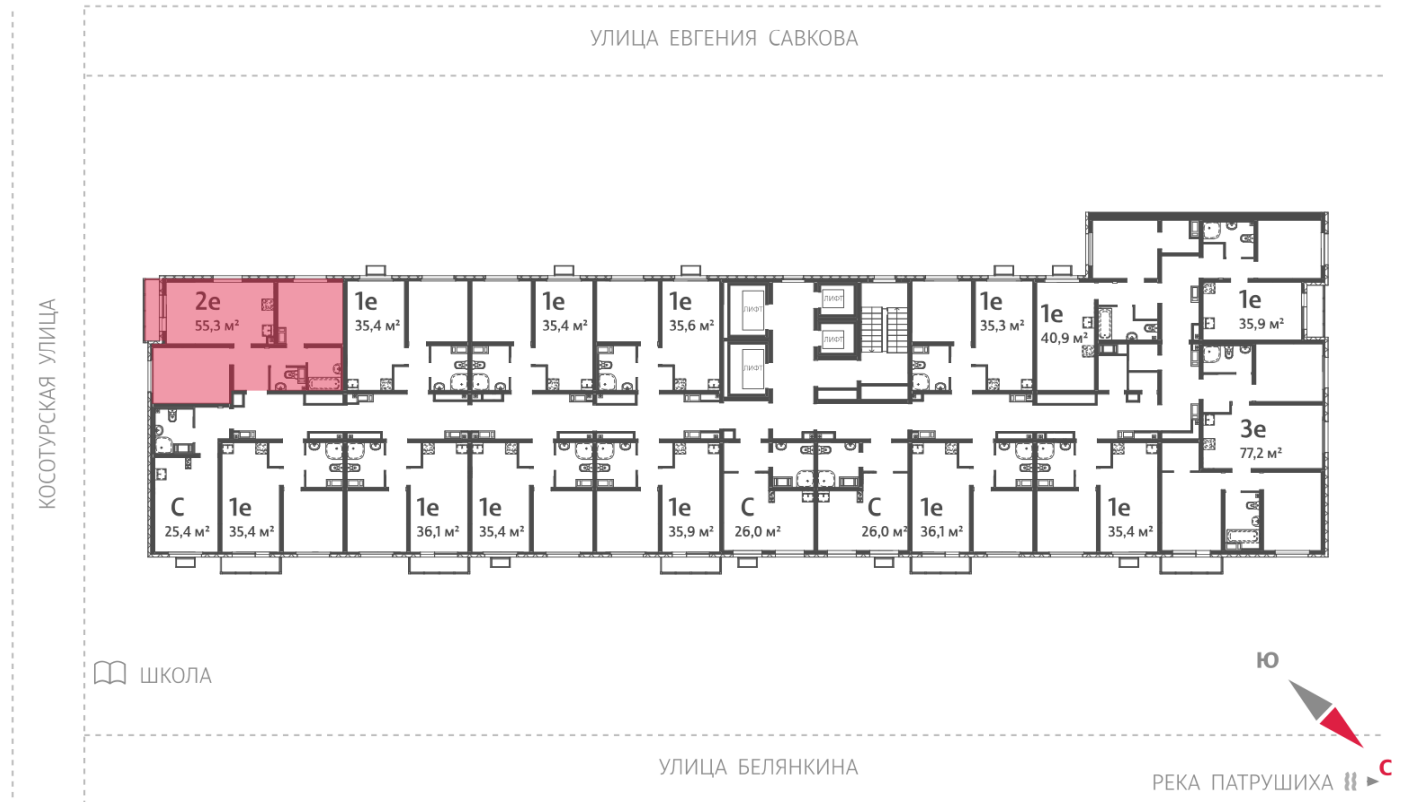 УЛИЦА ЕВГЕНИЯ САВКОВА
КОСОТУРСКАЯ УЛИЦА
2е
55,3 м²
1е
35,4 м²
1е
35,4 м²
1е
35,6 м²
ЛИФТ
ЛИФТ
ЛИФТ
ЛИФТ
1е
35,3 м²
1е
40,9 м²
1е
35,9 м²
3е
77,2 м²
С
25,4 м²
1е
35,4 м²
1е
36,1 м²
1е
35,4 м²
1е
35,9 м²
С
26,0 м²
С
26,0 м²
1е
36,1 м²
1е
35,4 м²
ШКОЛА
Ю
С
УЛИЦА БЕЛЯНКИНА
РЕКА ПАТРУШИХА